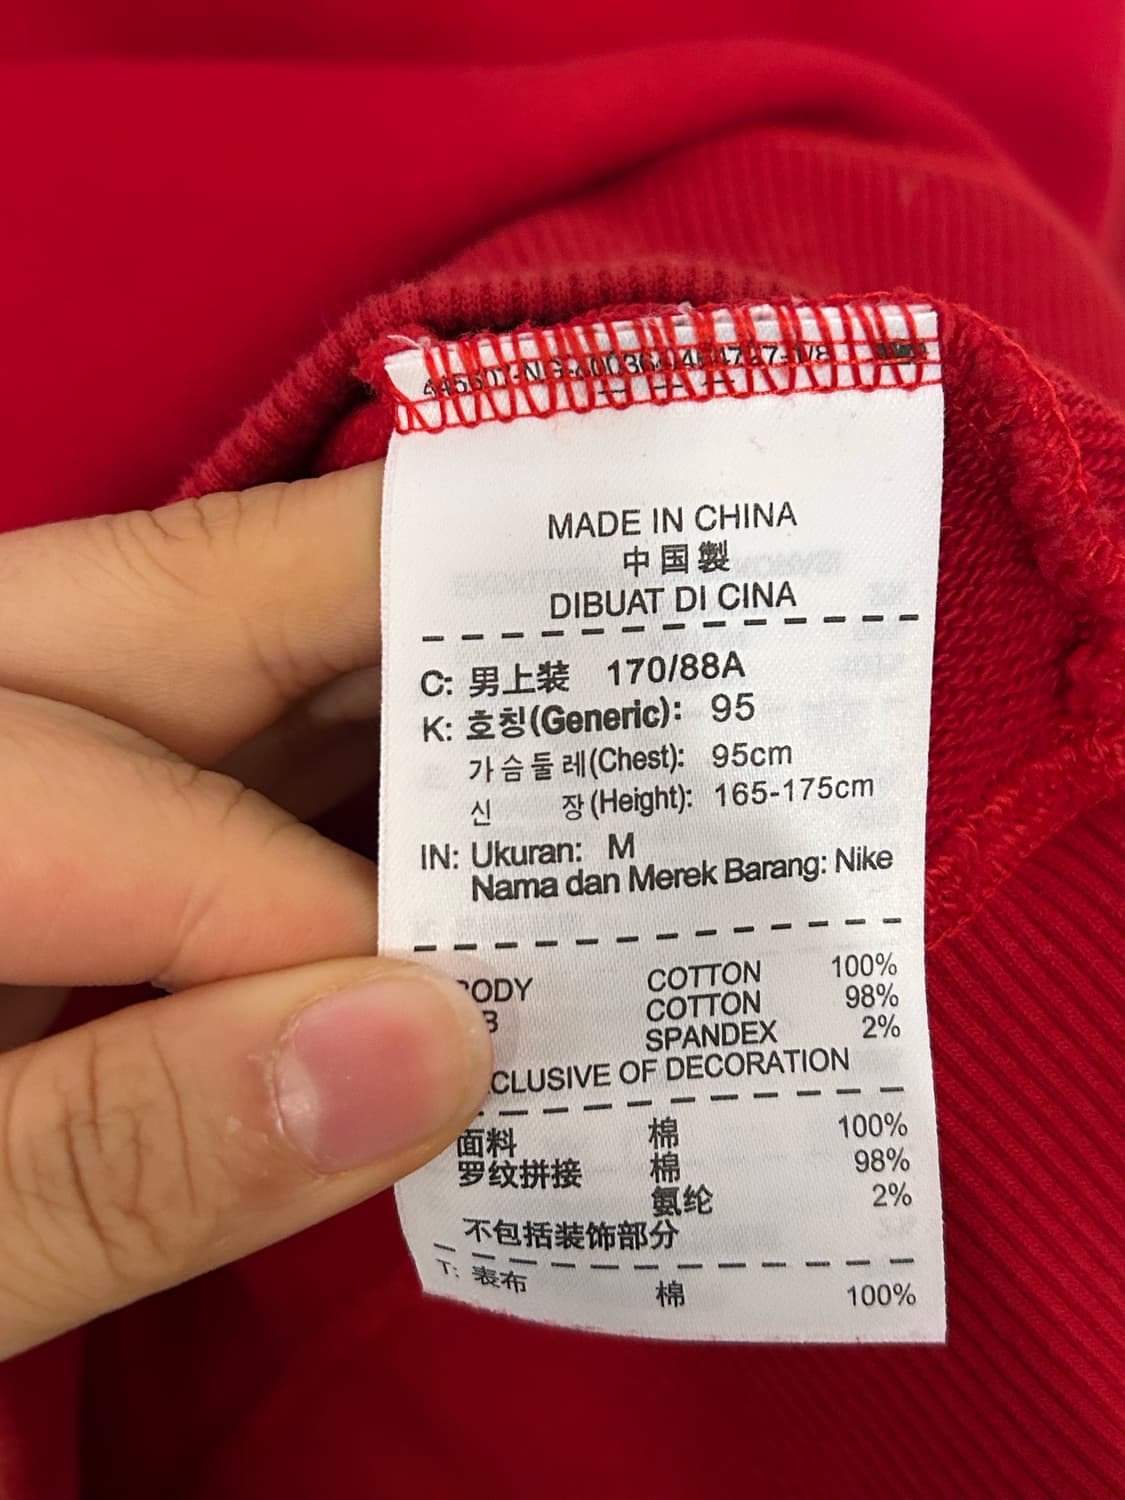 MADE IN CHINA
中国製
DIBUAT DI CINA
C: 男上装 170/88A
K: 호칭(Generic): 95
가슴둘레(Chest): 95cm
신 장(Height): 165-175cm
IN: Ukuran: M
Nama dan Merek Barang: Nike
ODY COTTON 100%
B COTTON 98%
SPANDEX 2%
CLUSIVE OF DECORATION
面料 棉 100%
罗纹拼接 棉 98%
氨纶 2%
不包括装饰部分
T: 表布 棉 100%